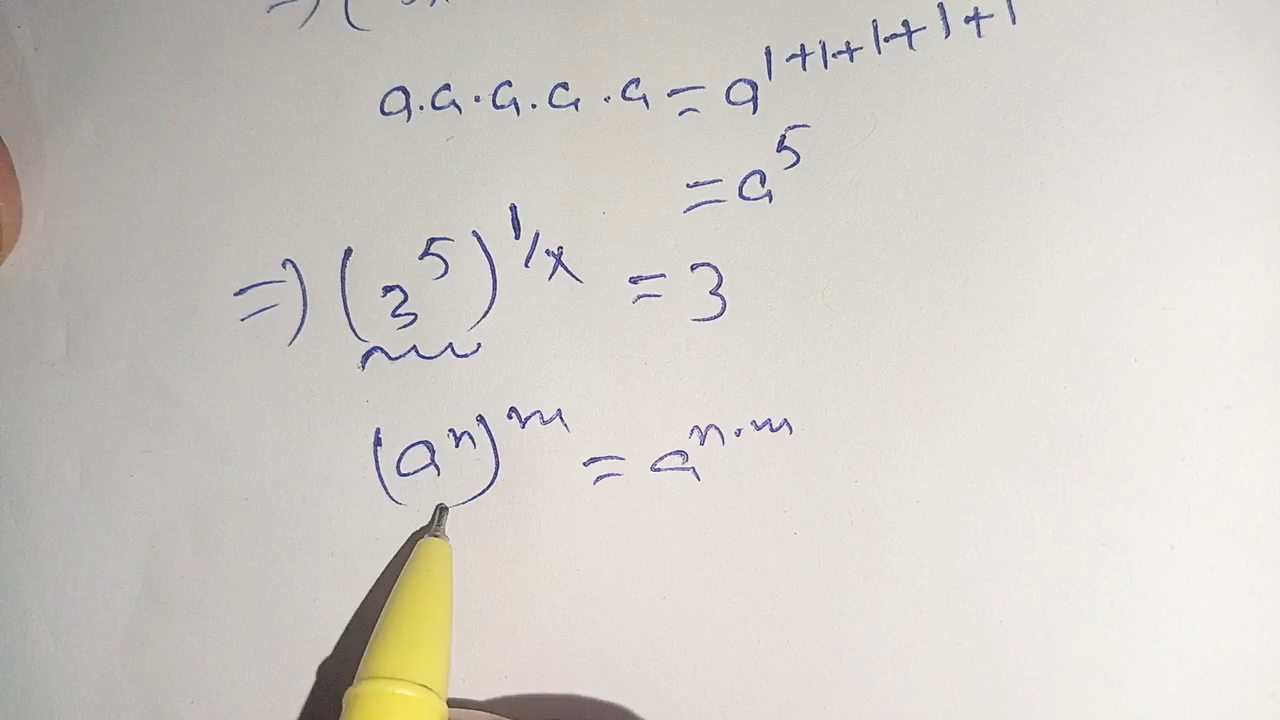 a.a.a.a.a = a^1+1+1+1+1
= a^5
=> (3^5)^1/x = 3
(a^n)^m = a^n.m